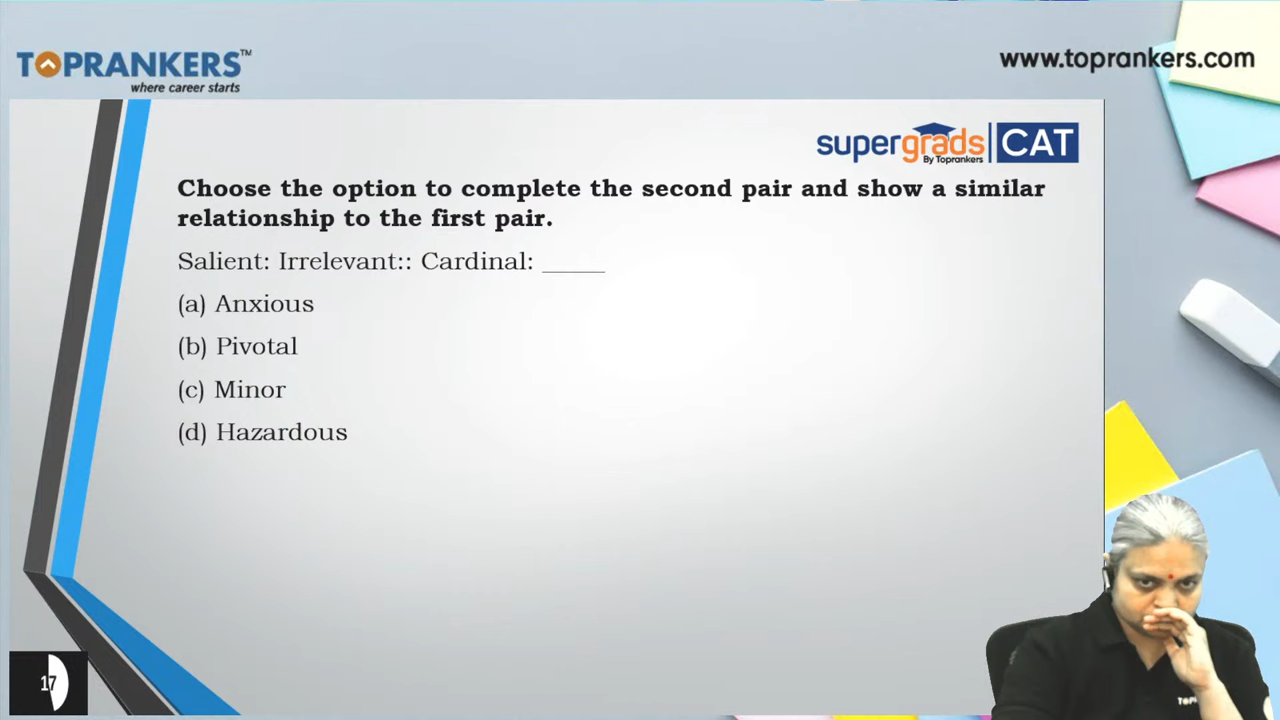 TOPRANKERS™
where career starts
www.toprankers.com
supergrads | CAT
By Toprankers
Choose the option to complete the second pair and show a similar
relationship to the first pair.
Salient: Irrelevant:: Cardinal: _____
(a) Anxious
(b) Pivotal
(c) Minor
(d) Hazardous
17